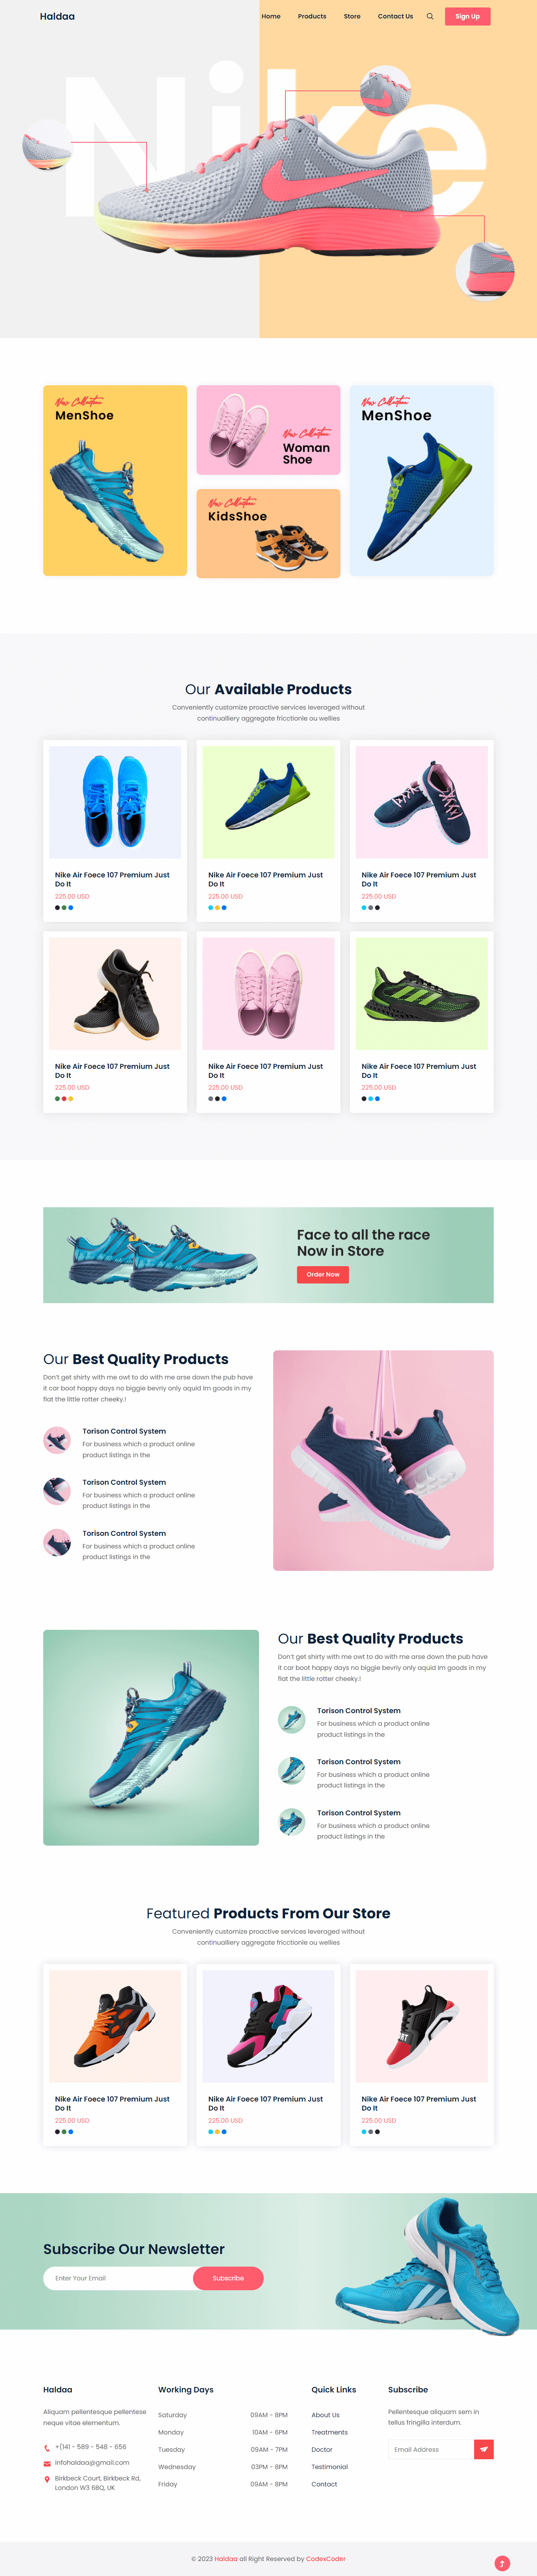 Haldaa
Home Products Store Contact Us Sign Up
Nike
New Collection
MenShoe
New Collection
Woman
Shoe
New Collection
KidsShoe
New Collection
MenShoe
Our Available Products
Conveniently customize proactive services leveraged without
continualliery aggregate fricctionle ou wellies
Nike Air Foece 107 Premium Just
Do It
225.00 USD
Nike Air Foece 107 Premium Just
Do It
225.00 USD
Nike Air Foece 107 Premium Just
Do It
225.00 USD
Nike Air Foece 107 Premium Just
Do It
225.00 USD
Nike Air Foece 107 Premium Just
Do It
225.00 USD
Nike Air Foece 107 Premium Just
Do It
225.00 USD
Face to all the race
Now in Store
Order Now
Our Best Quality Products
Don't get shirty with me owt to do with me arse down the pub have
it car boot happy days no biggie bevriy only aquid Im goods in my
flat the little rotter cheeky.!
Torison Control System
For business which a product online
product listings in the
Torison Control System
For business which a product online
product listings in the
Torison Control System
For business which a product online
product listings in the
Our Best Quality Products
Don't get shirty with me owt to do with me arse down the pub have
it car boot happy days no biggie bevriy only aquid Im goods in my
flat the little rotter cheeky.!
Torison Control System
For business which a product online
product listings in the
Torison Control System
For business which a product online
product listings in the
Torison Control System
For business which a product online
product listings in the
Featured Products From Our Store
Conveniently customize proactive services leveraged without
continualliery aggregate fricctionle ou wellies
Nike Air Foece 107 Premium Just
Do It
225.00 USD
Nike Air Foece 107 Premium Just
Do It
225.00 USD
Nike Air Foece 107 Premium Just
Do It
225.00 USD
Subscribe Our Newsletter
Enter Your Email Subscribe
Haldaa
Aliquam pellentesque pellentese
neque vitae elementum.
+(141 - 589 - 548 - 656
infohaldaa@gmail.com
Birkbeck Court, Birkbeck Rd,
London W3 6BQ, UK
Working Days
Saturday 09AM - 8PM
Monday 10AM - 6PM
Tuesday 09AM - 7PM
Wednesday 03PM - 8PM
Friday 09AM - 8PM
Quick Links
About Us
Treatments
Doctor
Testimonial
Contact
Subscribe
Pellentesque aliquam sem in
tellus fringilla interdum.
Email Address
© 2023 Haldaa all Right Reserved by CodexCoder